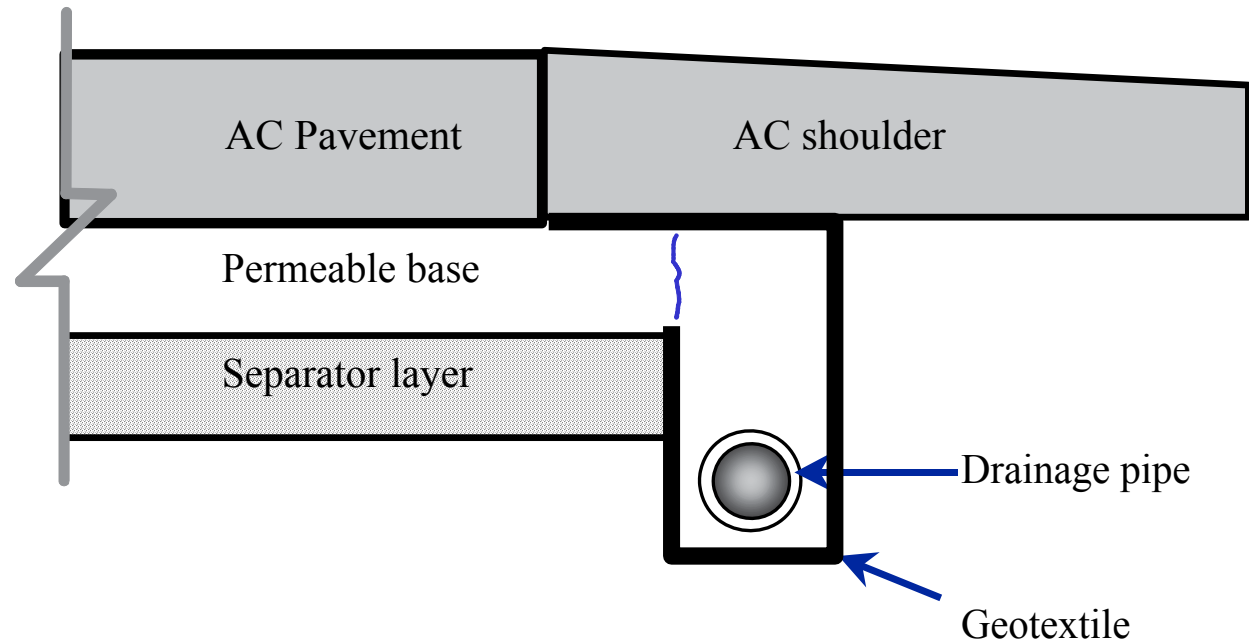 AC Pavement
AC shoulder
Permeable base
Separator layer
Drainage pipe
Geotextile